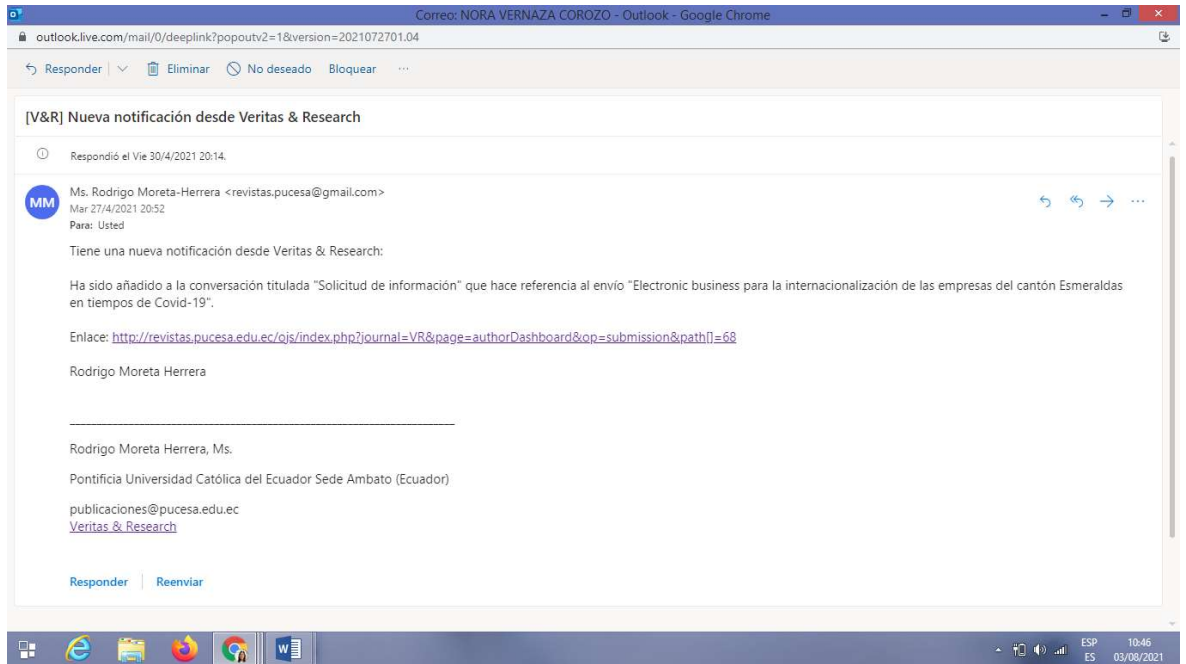 Correo: NORA VERNAZA COROZO - Outlook - Google Chrome
outlook.live.com/mail/0/deeplink?popoutv2=1&version=2021072701.04
Responder Eliminar No deseado Bloquear ...
[V&R] Nueva notificación desde Veritas & Research
Respondió el Vie 30/4/2021 20:14.
MM
Ms. Rodrigo Moreta-Herrera <revistas.pucesa@gmail.com>
Mar 27/4/2021 20:52
Para: Usted
Tiene una nueva notificación desde Veritas & Research:
Ha sido añadido a la conversación titulada "Solicitud de información" que hace referencia al envío "Electronic business para la internacionalización de las empresas del cantón Esmeraldas
en tiempos de Covid-19".
Enlace: http://revistas.pucesa.edu.ec/ojs/index.php?journal=VR&page=authorDashboard&op=submission&path[]=68
Rodrigo Moreta Herrera
Rodrigo Moreta Herrera, Ms.
Pontificia Universidad Católica del Ecuador Sede Ambato (Ecuador)
publicaciones@pucesa.edu.ec
Veritas & Research
Responder Reenviar
ESP 10:46
ES 03/08/2021